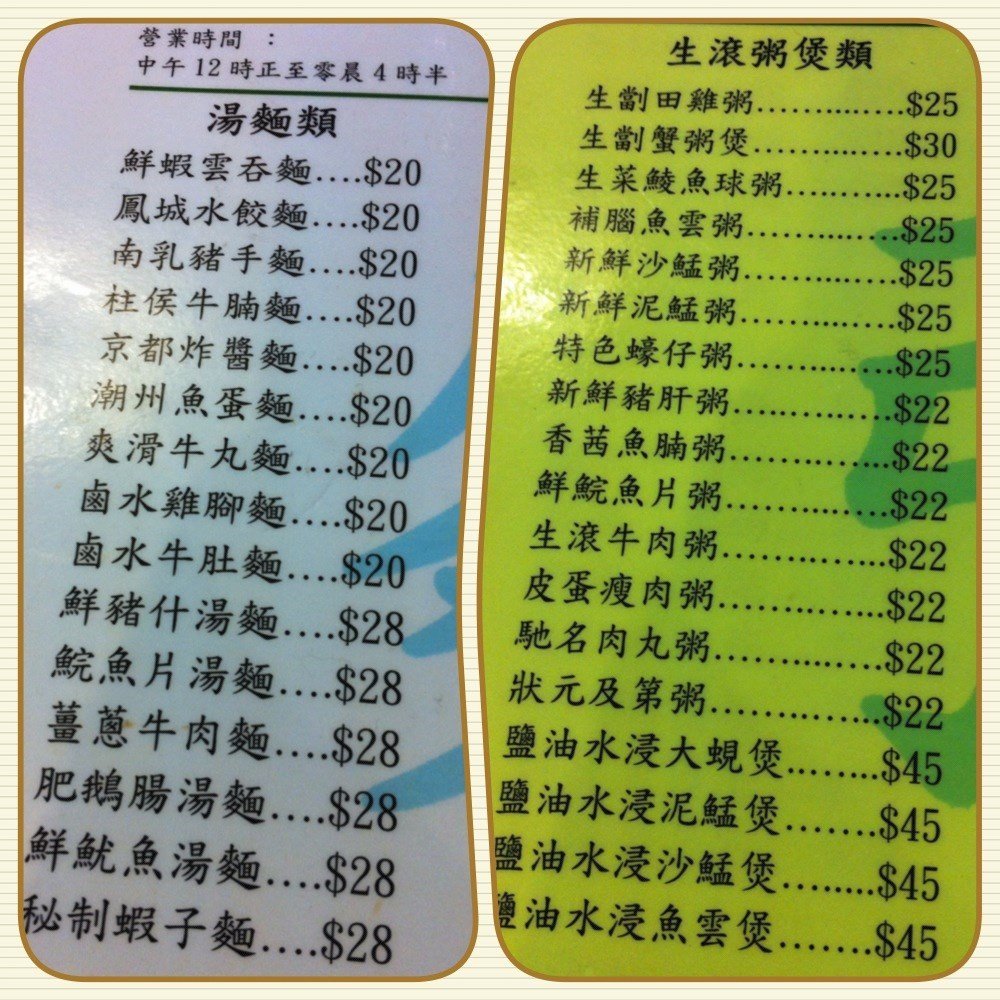 營業時間 :
中午 12 時正至零晨 4 時半
湯麵類
鮮蝦雲吞麵....$20
鳳城水餃麵....$20
南乳豬手麵....$20
柱侯牛腩麵....$20
京都炸醬麵....$20
潮州魚蛋麵....$20
爽滑牛丸麵....$20
鹵水雞腳麵....$20
鹵水牛肚麵....$20
鮮豬什湯麵....$28
鯇魚片湯麵....$28
薑蔥牛肉麵....$28
肥鵝腸湯麵....$28
鮮魷魚湯麵....$28
秘制蝦子麵....$28
生滾粥煲類
生劏田雞粥..............$25
生劏蟹粥煲..............$30
生菜鯪魚球粥...........$25
補腦魚雲粥..............$25
新鮮沙鯭粥..............$25
新鮮泥鯭粥..............$25
特色蠔仔粥..............$25
新鮮豬肝粥..............$22
香茜魚腩粥..............$22
鮮鯇魚片粥..............$22
生滾牛肉粥..............$22
皮蛋瘦肉粥..............$22
馳名肉丸粥..............$22
狀元及第粥..............$22
鹽油水浸大蜆煲........$45
鹽油水浸泥鯭煲........$45
鹽油水浸沙鯭煲........$45
鹽油水浸魚雲煲........$45